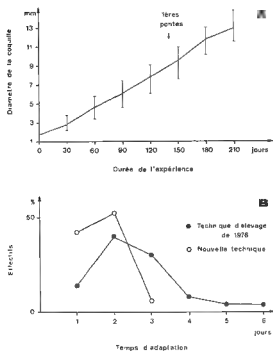 mm
A
1ères
pontes
15
13
11
9
7
5
3
1
Diamètre de la coquille
0 30 60 90 120 150 180 210 jours
Durée de l'expérience
%
B
50
0
Effectifs
● Technique d'élevage
de 1976
○ Nouvelle technique
1 2 3 4 5 6
jours
Temps d'adaptation